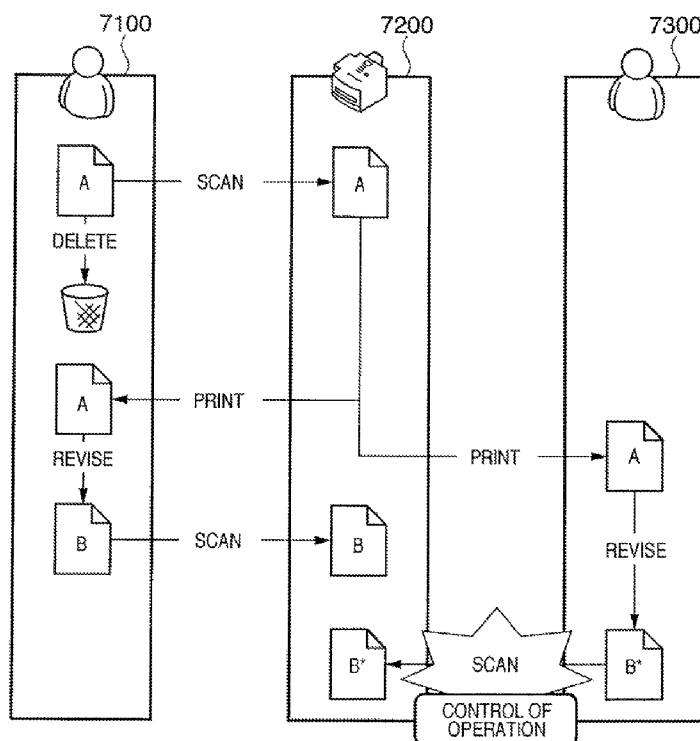 7100
7200
7300
A
SCAN
A
DELETE
A
PRINT
PRINT
A
REVISE
B
SCAN
B
REVISE
B*
SCAN
B*
CONTROL OF
OPERATION